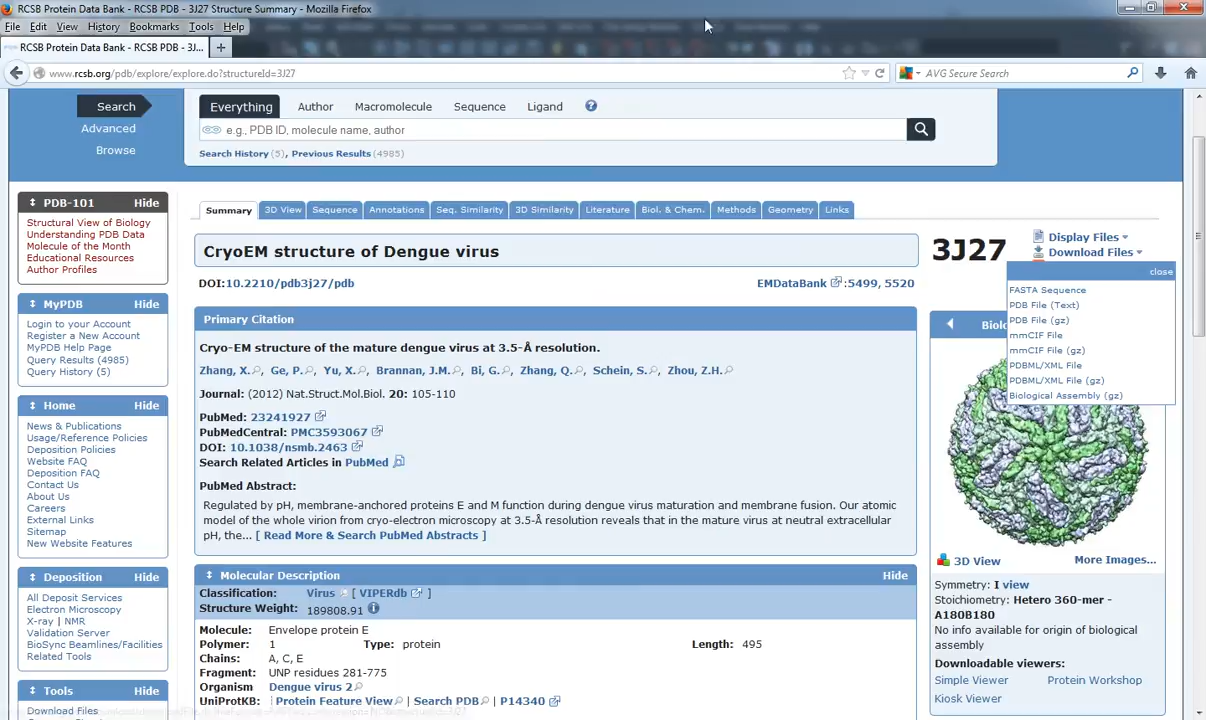 RCSB Protein Data Bank - RCSB PDB - 3J27 Structure Summary - Mozilla Firefox
File Edit View History Bookmarks Tools Help
RCSB Protein Data Bank - RCSB PDB - 3J... +
www.rcsb.org/pdb/explore/explore.do?structureId=3J27 AVG Secure Search
Search Everything Author Macromolecule Sequence Ligand ?
Advanced e.g., PDB ID, molecule name, author
Browse Search History (5), Previous Results (4985)
PDB-101 Hide
Structural View of Biology
Understanding PDB Data
Molecule of the Month
Educational Resources
Author Profiles
MyPDB Hide
Login to your Account
Register a New Account
MyPDB Help Page
Query Results (4985)
Query History (5)
Home Hide
News & Publications
Usage/Reference Policies
Deposition Policies
Website FAQ
Deposition FAQ
Contact Us
About Us
Careers
External Links
Sitemap
New Website Features
Deposition Hide
All Deposit Services
Electron Microscopy
X-ray | NMR
Validation Server
BioSync Beamlines/Facilities
Related Tools
Tools Hide
Download Files
Summary 3D View Sequence Annotations Seq. Similarity 3D Similarity Literature Biol. & Chem. Methods Geometry Links
CryoEM structure of Dengue virus
DOI:10.2210/pdb3j27/pdb EMDataBank :5499, 5520
Primary Citation
Cryo-EM structure of the mature dengue virus at 3.5-Å resolution.
Zhang, X. , Ge, P. , Yu, X. , Brannan, J.M. , Bi, G. , Zhang, Q. , Schein, S. , Zhou, Z.H.
Journal: (2012) Nat.Struct.Mol.Biol. 20: 105-110
PubMed: 23241927
PubMedCentral: PMC3593067
DOI: 10.1038/nsmb.2463
Search Related Articles in PubMed
PubMed Abstract:
Regulated by pH, membrane-anchored proteins E and M function during dengue virus maturation and membrane fusion. Our atomic
model of the whole virion from cryo-electron microscopy at 3.5-Å resolution reveals that in the mature virus at neutral extracellular
pH, the... [ Read More & Search PubMed Abstracts ]
Molecular Description Hide
Classification: Virus [ VIPERdb ]
Structure Weight: 189808.91
Molecule: Envelope protein E
Polymer: 1 Type: protein Length: 495
Chains: A, C, E
Fragment: UNP residues 281-775
Organism Dengue virus 2
UniProtKB: Protein Feature View | Search PDB | P14340
3J27
Display Files
Download Files
close
FASTA Sequence
PDB File (Text)
PDB File (gz)
mmCIF File
mmCIF File (gz)
PDBML/XML File
PDBML/XML File (gz)
Biological Assembly (gz)
3D View More Images...
Symmetry: I view
Stoichiometry: Hetero 360-mer -
A180B180
No info available for origin of biological
assembly
Downloadable viewers:
Simple Viewer Protein Workshop
Kiosk Viewer